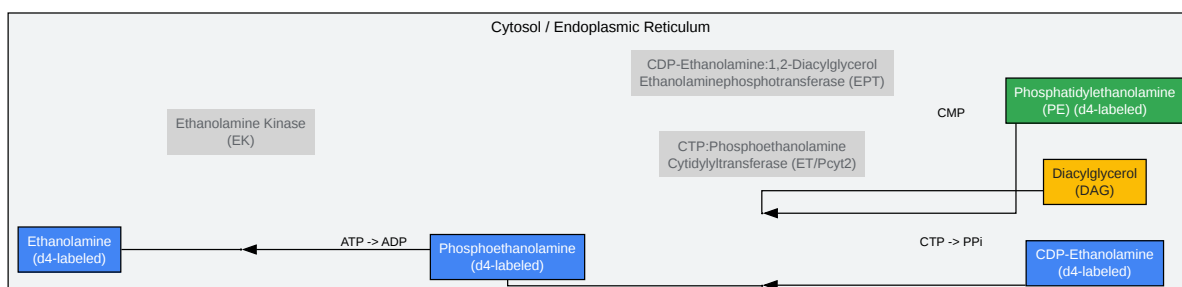 Cytosol / Endoplasmic Reticulum
CDP-Ethanolamine:1,2-Diacylglycerol
Ethanolaminephosphotransferase (EPT)
Phosphatidylethanolamine
(PE) (d4-labeled)
CMP
Ethanolamine Kinase
(EK)
CTP:Phosphoethanolamine
Cytidylyltransferase (ET/Pcyt2)
Diacylglycerol
(DAG)
Ethanolamine
(d4-labeled)
ATP -> ADP
Phosphoethanolamine
(d4-labeled)
CTP -> PPi
CDP-Ethanolamine
(d4-labeled)